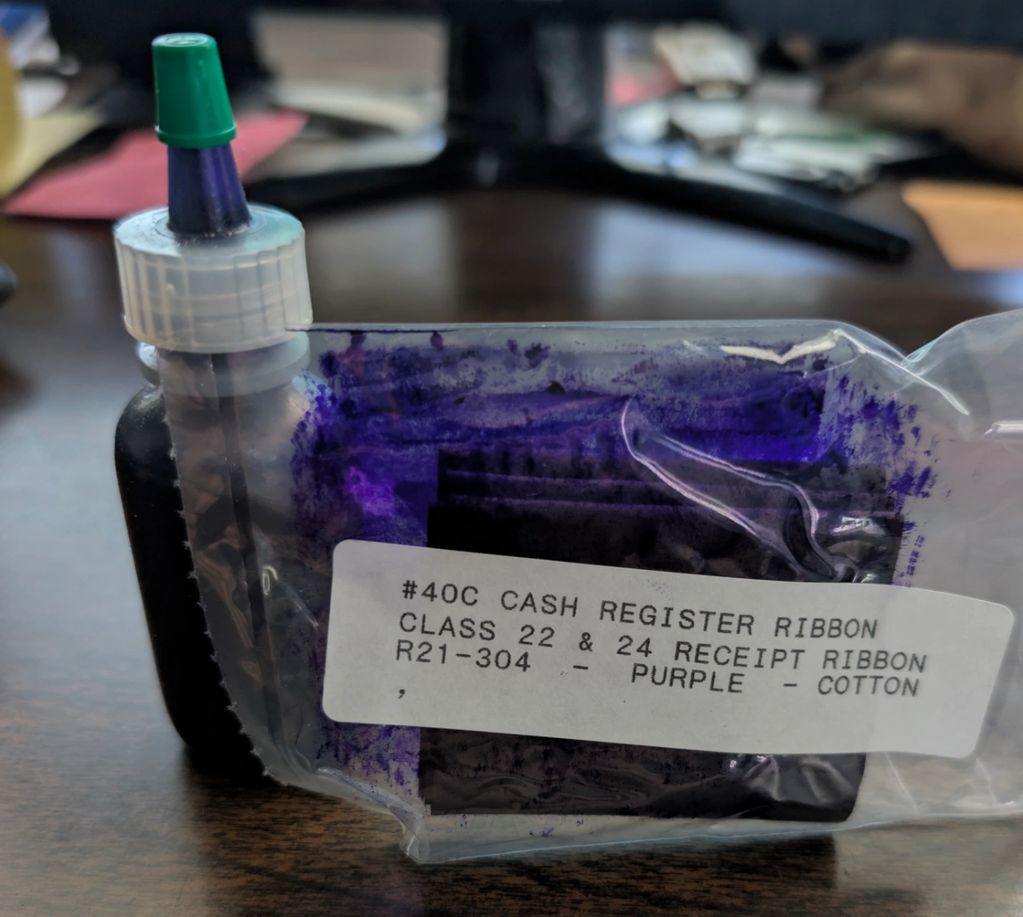 #40C CASH REGISTER RIBBON
CLASS 22 & 24 RECEIPT RIBBON
R21-304 - PURPLE - COTTON
,